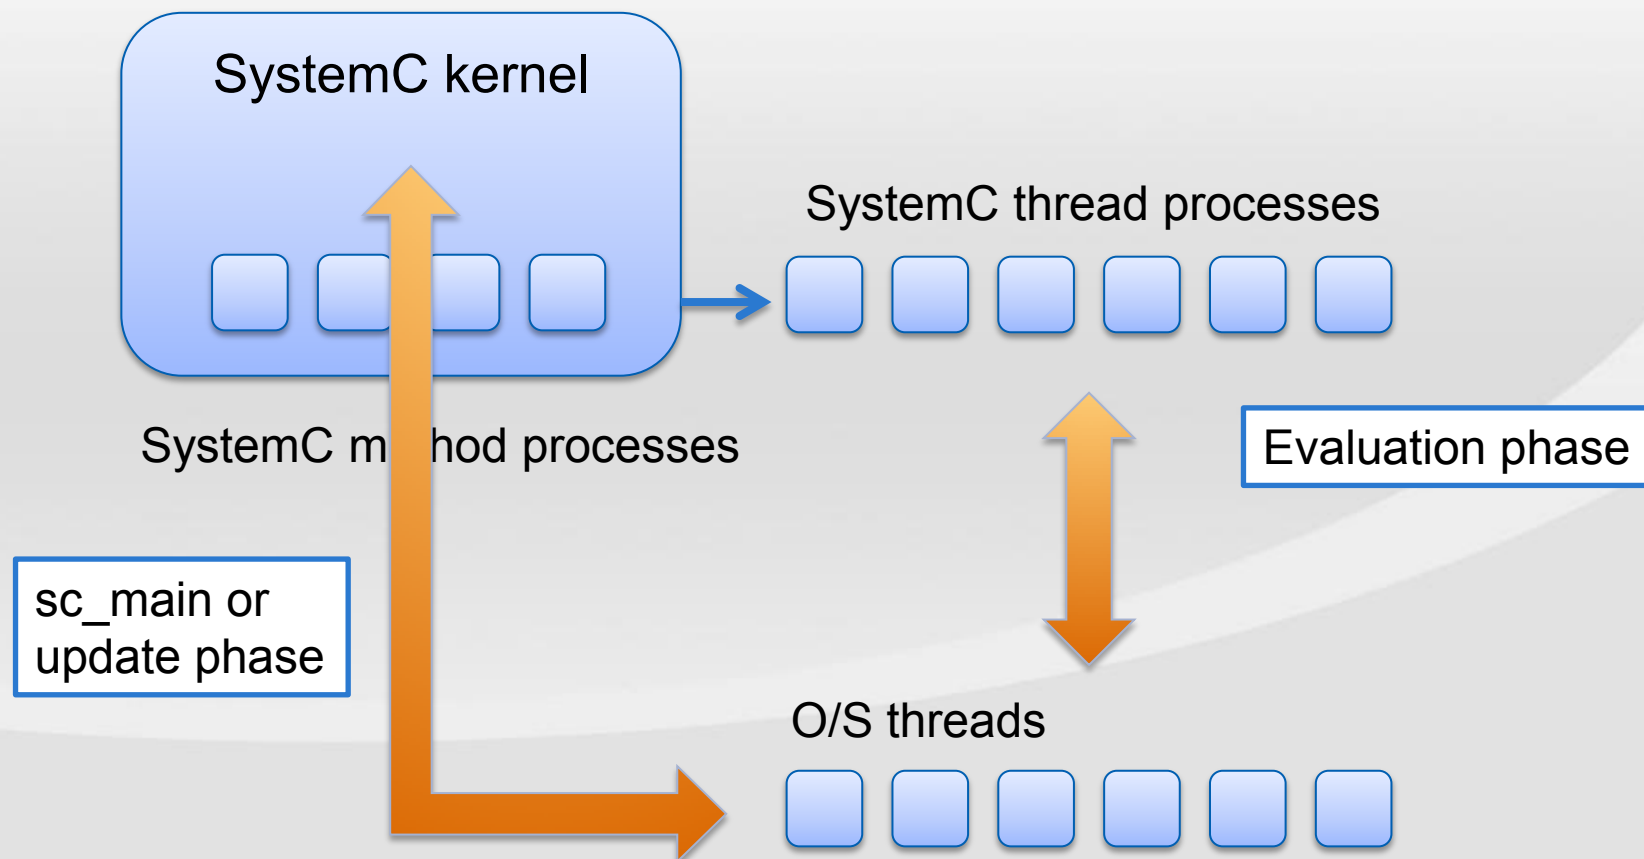 SystemC kernel
SystemC thread processes
SystemC m hod processes
Evaluation phase
sc_main or
update phase
O/S threads